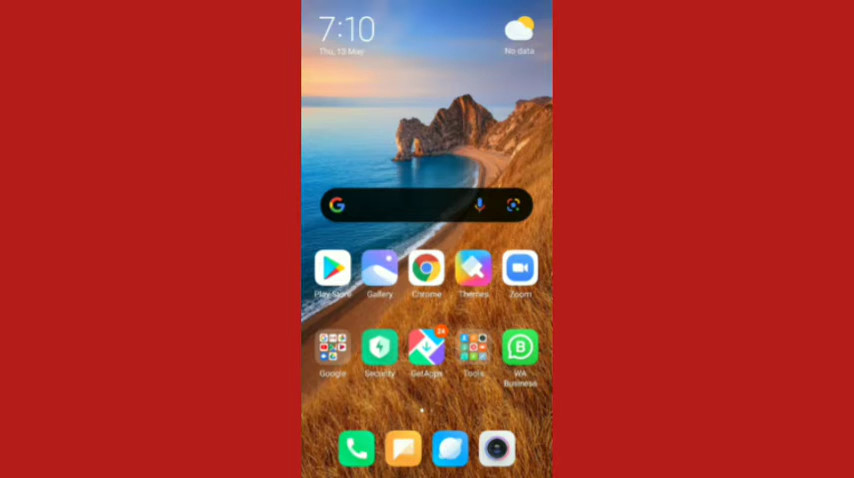 7:10
Thu, 13 May
No data
Play Store
Gallery
Chrome
Themes
Zoom
24
Google
Security
GetApps
Tools
WA
Business